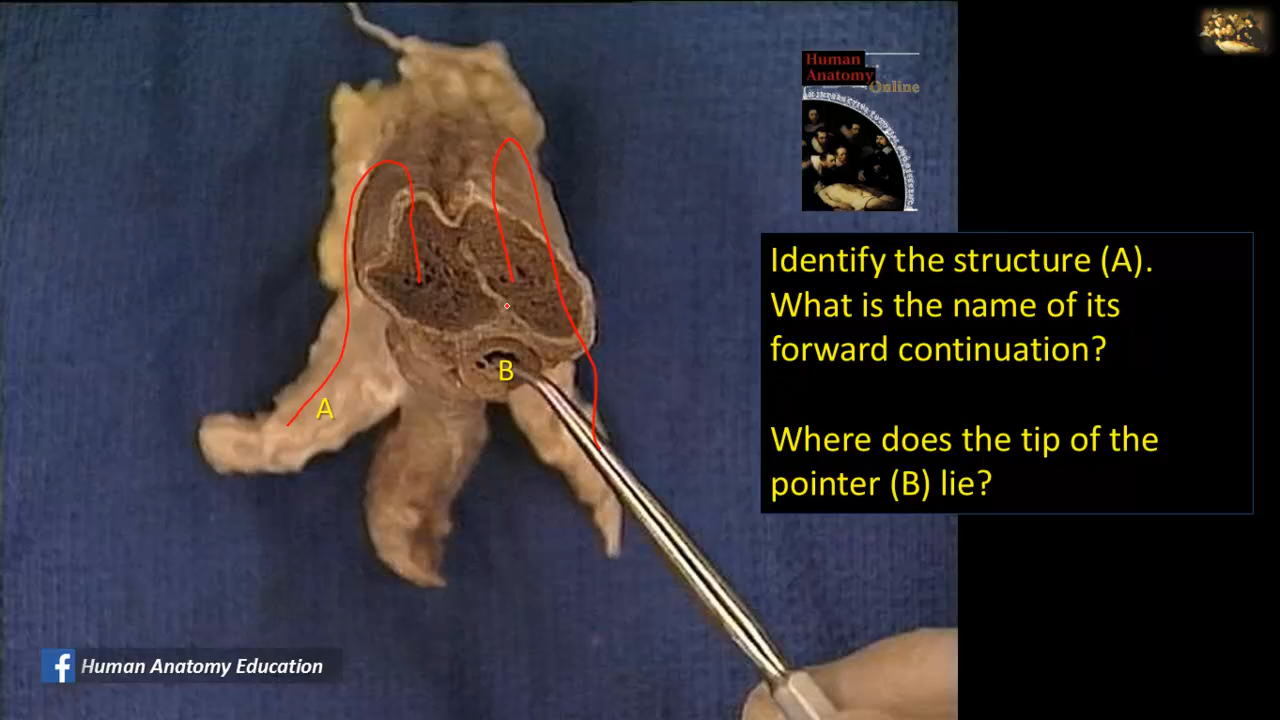 Human
Anatomy
Online
Identify the structure (A).
What is the name of its
forward continuation?
Where does the tip of the
pointer (B) lie?
B
A
f Human Anatomy Education